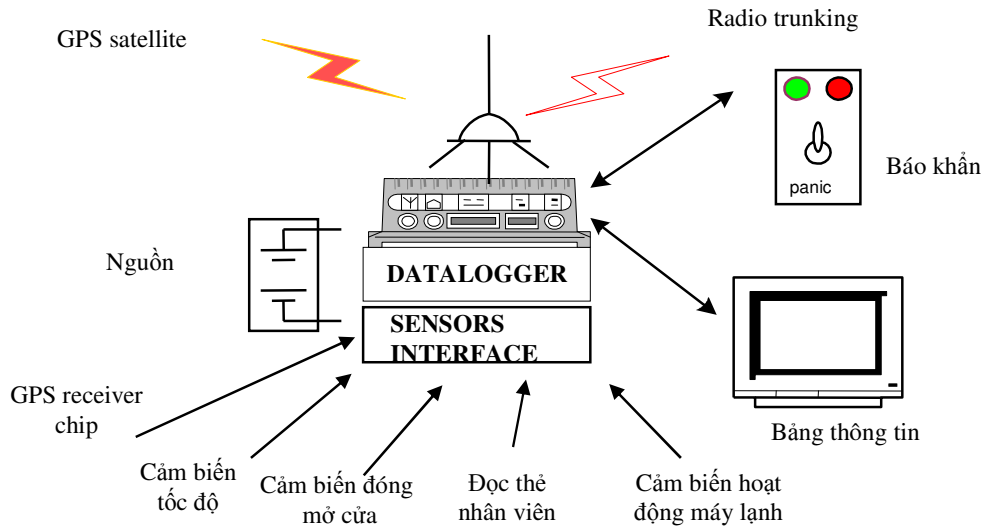 Radio trunking
GPS satellite
Báo khẩn
panic
Nguồn
DATALOGGER
SENSORS
INTERFACE
GPS receiver
chip
Bảng thông tin
Cảm biến
tốc độ
Cảm biến đóng
mở cửa
Đọc thẻ
nhân viên
Cảm biến hoạt
động máy lạnh